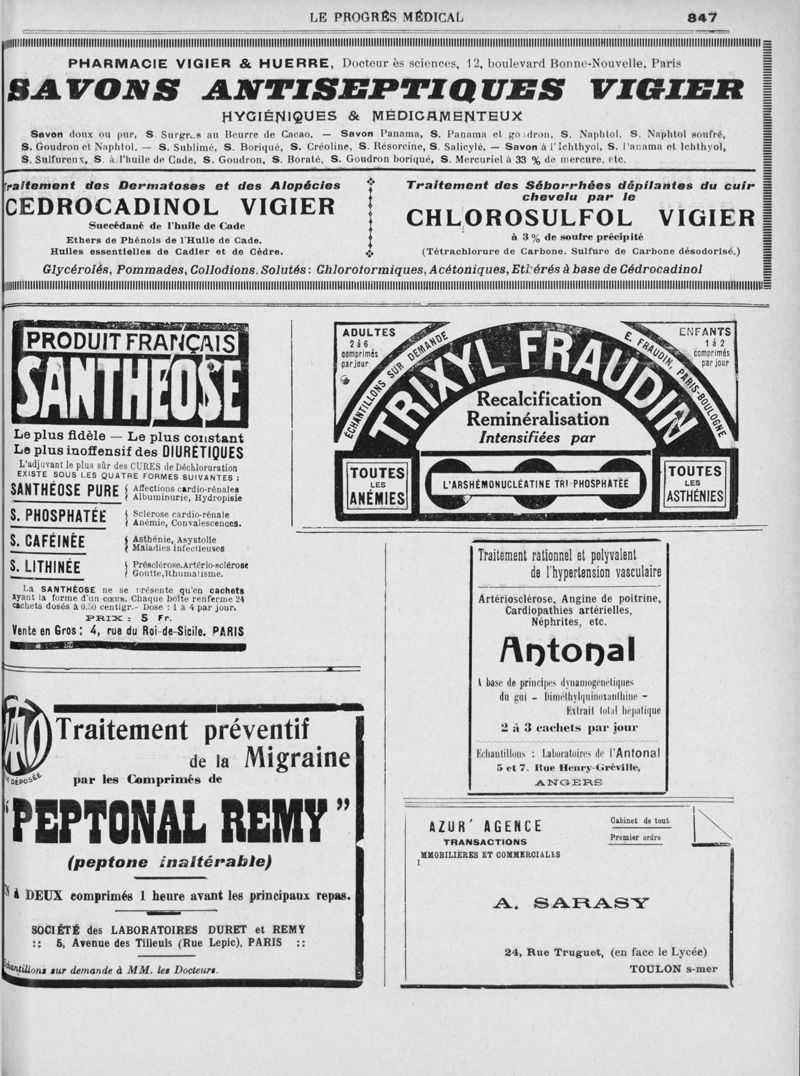 LE PROGRÈS MÉDICAL 847
PHARMACIE VIGIER & HUERRE, Docteur ès sciences, 12, boulevard Bonne-Nouvelle, Paris
SAVONS ANTISEPTIQUES VIGIER
HYGIÉNIQUES & MÉDICAMENTEUX
Savon doux ou pur, S. Surgras au Beurre de Cacao. — Savon Panama, S. Panama et goudron, S. Naphtol, S. Naphtol soufré,
S. Goudron et Naphtol. — S. Sublimé, S. Boriqué, S. Créoline, S. Résorcine, S. Salicylé. — Savon à l'Ichthyol, S. Panama et Ichthyol,
S. Sulfureux, S. à l'huile de Cade, S. Goudron, S. Boraté, S. Goudron boriqué, S. Mercuriel à 33 % de mercure, etc.
Traitement des Dermatoses et des Alopécies
CEDROCADINOL VIGIER
Succédané de l'huile de Cade
Ethers de Phénols de l'Huile de Cade.
Huiles essentielles de Cadier et de Cèdre.
Traitement des Séborrhées dépilantes du cuir
chevelu par le
CHLOROSULFOL VIGIER
à 3 % de soufre précipité
(Tétrachlorure de Carbone. Sulfure de Carbone désodorisé.)
Glycérolés, Pommades, Collodions, Solutés : Chloroformiques, Acétoniques, Ethérés à base de Cédrocadinol
PRODUIT FRANÇAIS
SANTHÉOSE
Le plus fidèle — Le plus constant
Le plus inoffensif des DIURÉTIQUES
L'adjuvant le plus sûr des CURES de Déchloruration
EXISTE SOUS LES QUATRE FORMES SUIVANTES :
SANTHÉOSE PURE { Affections cardio-rénales
Albuminurie, Hydropisie
S. PHOSPHATÉE { Sclérose cardio-rénale
Anémie, Convalescences.
S. CAFÉINÉE { Asthénie, Asystolie
Maladies infectieuses
S. LITHINÉE { Présclérose, Artério-sclérose
Goutte, Rhumatisme.
La SANTHÉOSE ne se présente qu'en cachets
ayant la forme d'un CŒUR. Chaque boîte renferme 24
cachets dosés à 0.50 centigr. - Dose : 1 à 4 par jour.
PRIX : 5 Fr.
Vente en Gros : 4, rue du Roi-de-Sicile. PARIS
ADULTES
2 à 6
comprimés
par jour
ÉCHANTILLONS SUR DEMANDE
E. FRAUDIN, PARIS-BOULOGNE
ENFANTS
1 à 2
comprimés
par jour
TRIXYL FRAUDIN
Recalcification
Reminéralisation
Intensifiées par
TOUTES
LES
ANÉMIES
L'ARSHÉMONUCLÉATINE TRI PHOSPHATÉE
TOUTES
LES
ASTHÉNIES
Traitement rationnel et polyvalent
de l'hypertension vasculaire
Artériosclérose, Angine de poitrine,
Cardiopathies artérielles,
Néphrites, etc.
Antonal
A base de principes dynamogénétiques
du gui - Diméthylquinoxanthine -
Extrait total hépatique
2 à 3 cachets par jour
Echantillons : Laboratoires de l'Antonal
5 et 7. Rue Henry-Gréville,
ANGERS
DÉPOSÉE
Traitement préventif
de la Migraine
par les Comprimés de
"PEPTONAL REMY"
(peptone inaltérable)
UN à DEUX comprimés 1 heure avant les principaux repas.
SOCIÉTÉ des LABORATOIRES DURET et REMY
:: 5, Avenue des Tilleuls (Rue Lepic), PARIS ::
Echantillons sur demande à MM. les Docteurs.
AZUR' AGENCE
TRANSACTIONS
IMMOBILIÈRES ET COMMERCIALES
Cabinet de tout
Premier ordre
A. SARASY
24, Rue Truguet, (en face le Lycée)
TOULON s-mer